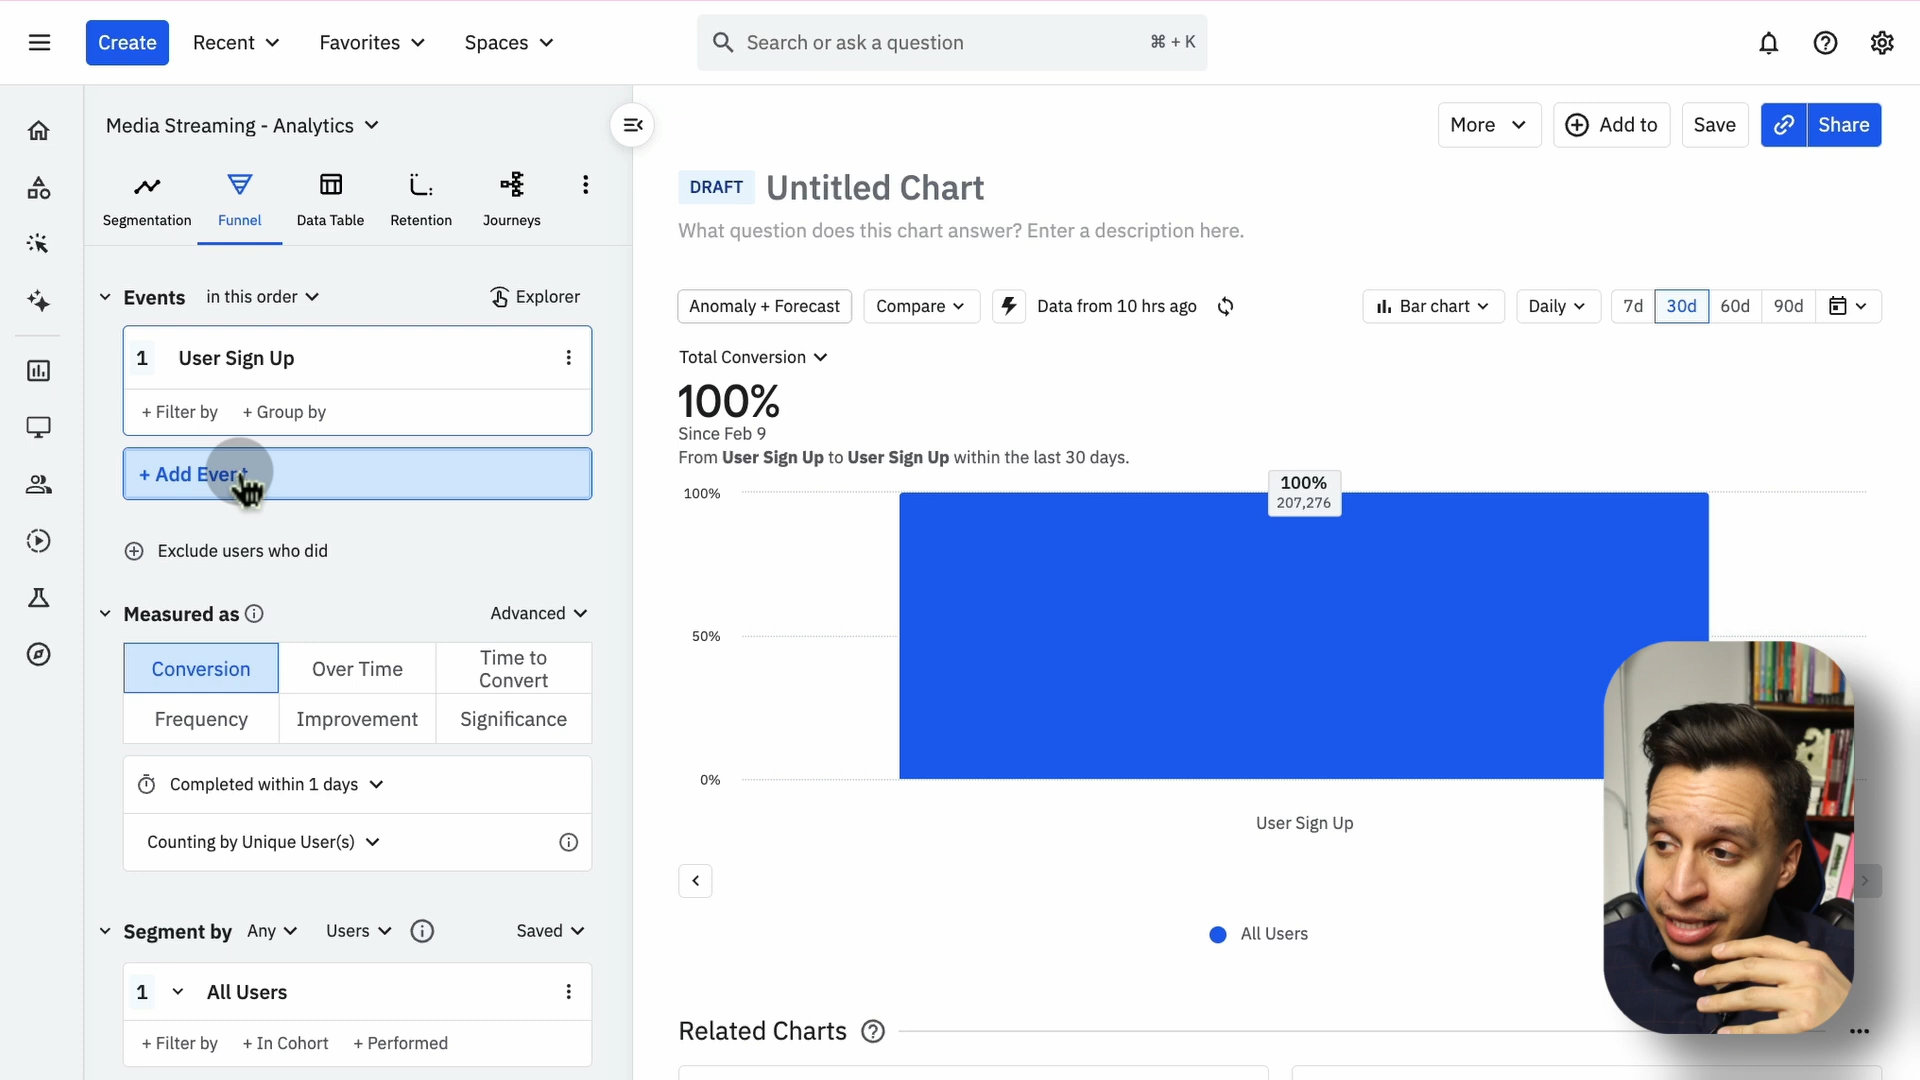 Create
Recent
Favorites
Spaces
Search or ask a question
⌘ + K
Media Streaming - Analytics
Segmentation
Funnel
Data Table
Retention
Journeys
Events in this order
Explorer
1 User Sign Up
+ Filter by + Group by
+ Add Event
Exclude users who did
Measured as
Advanced
Conversion
Over Time
Time to
Convert
Frequency
Improvement
Significance
Completed within 1 days
Counting by Unique User(s)
Segment by Any Users
Saved
1 All Users
+ Filter by + In Cohort + Performed
More
Add to
Save
Share
DRAFT Untitled Chart
What question does this chart answer? Enter a description here.
Anomaly + Forecast
Compare
Data from 10 hrs ago
Bar chart
Daily
7d 30d 60d 90d
Total Conversion
100%
Since Feb 9
From User Sign Up to User Sign Up within the last 30 days.
100%
100%
207,276
50%
0%
User Sign Up
All Users
Related Charts